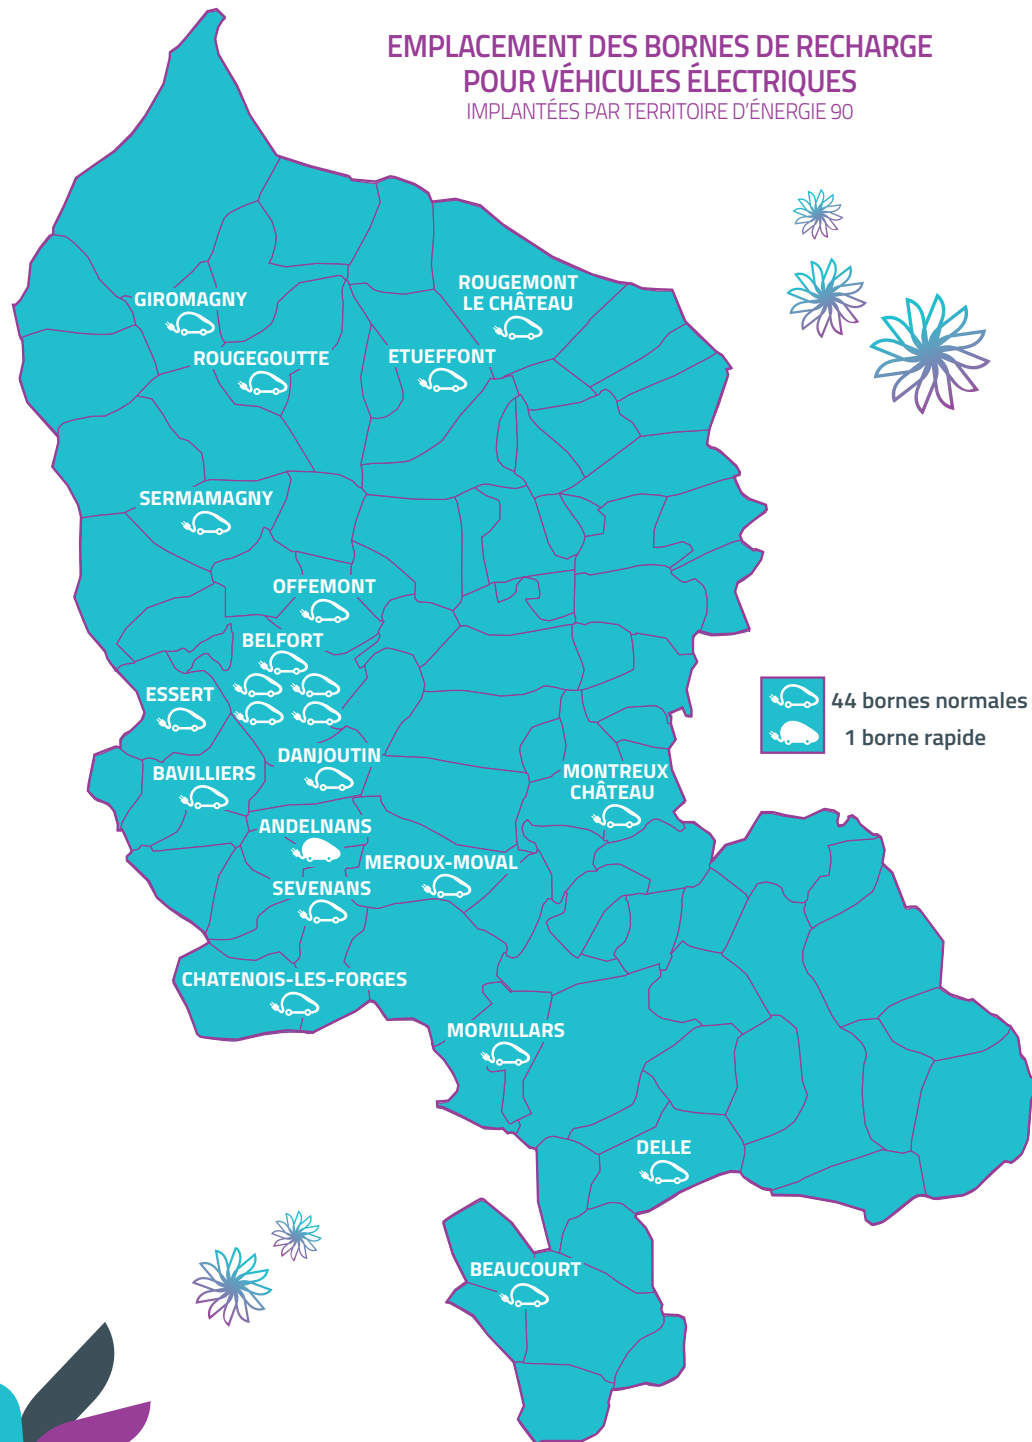 EMPLACEMENT DES BORNES DE RECHARGE
POUR VÉHICULES ÉLECTRIQUES
IMPLANTÉES PAR TERRITOIRE D'ÉNERGIE 90
ROUGEMONT
LE CHÂTEAU
GIROMAGNY
ROUGEGOUTTE
ETUEFFONT
SERMAMAGNY
OFFEMONT
BELFORT
ESSERT
44 bornes normales
1 borne rapide
DANJOUTIN
BAVILLIERS
MONTREUX
CHÂTEAU
ANDELNANS
MEROUX-MOVAL
SEVENANS
CHATENOIS-LES-FORGES
MORVILLARS
DELLE
BEAUCOURT